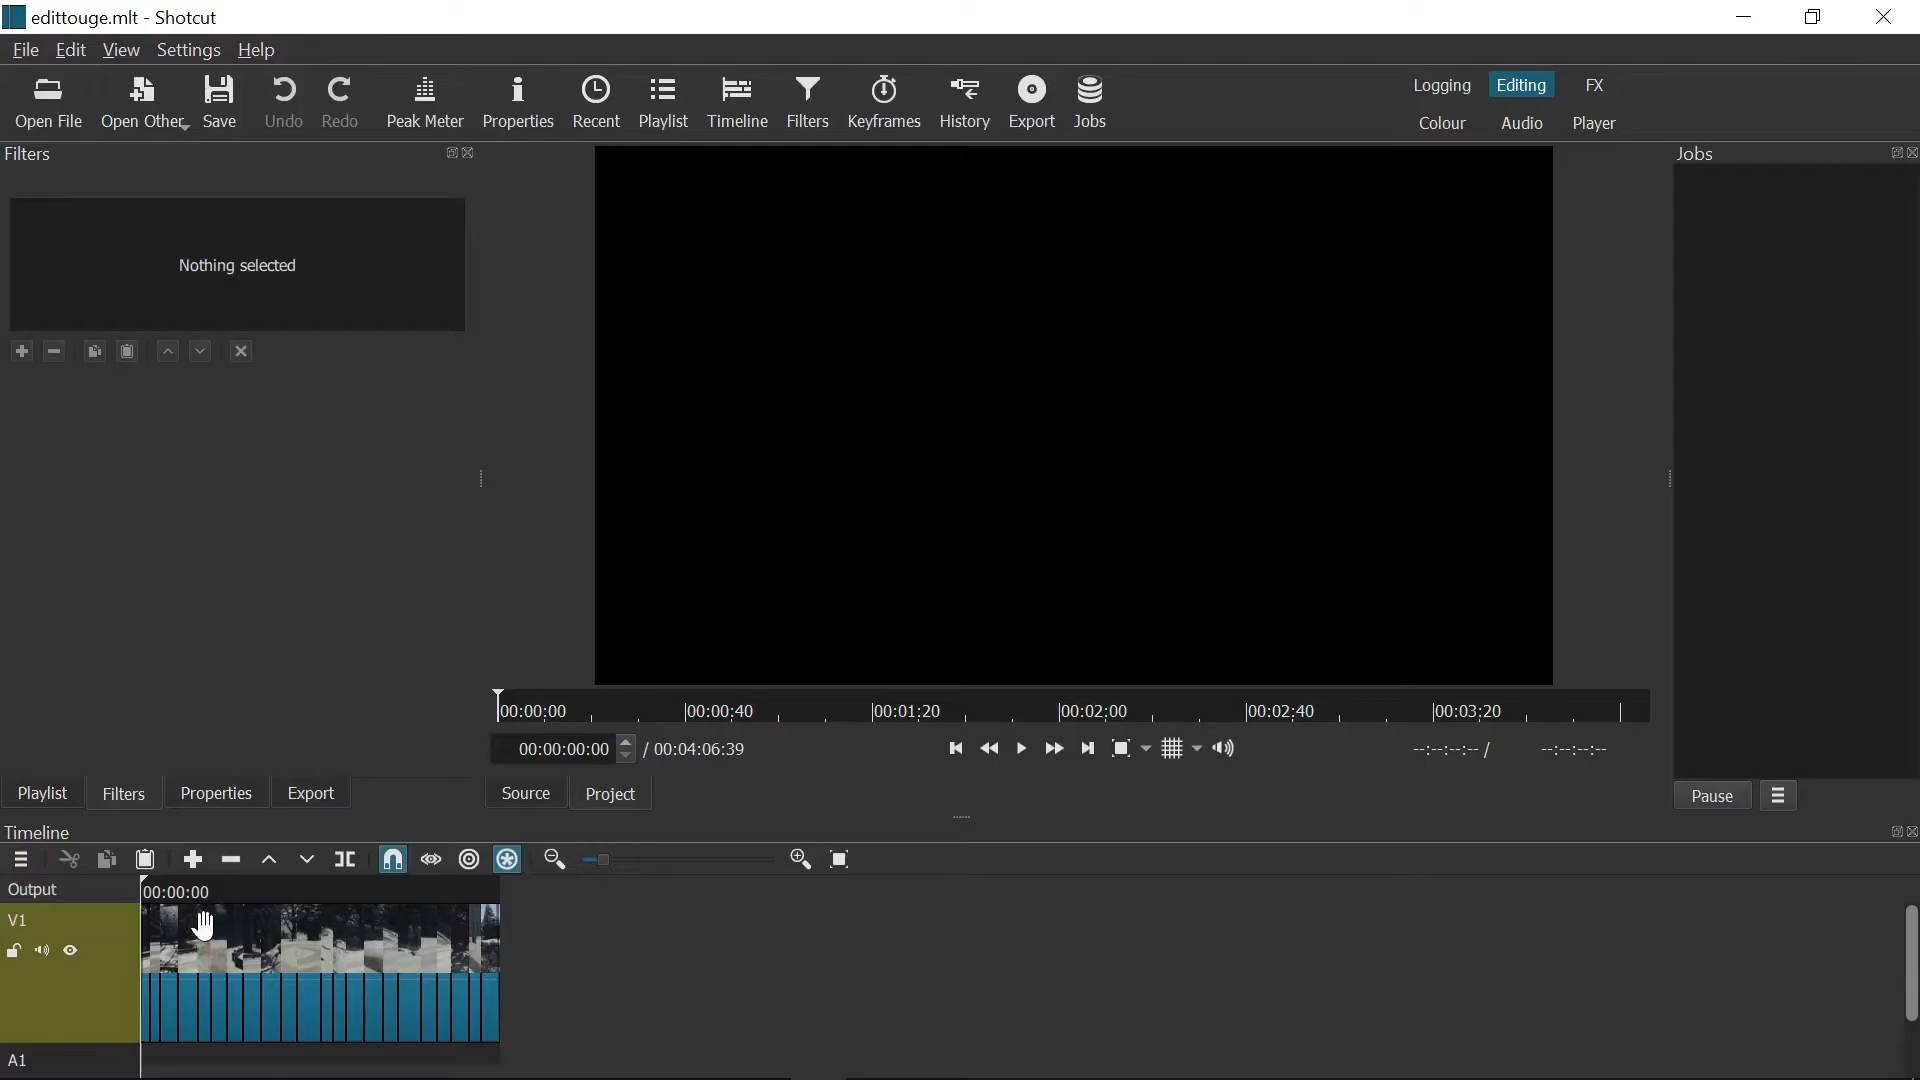 edittouge.mlt - Shotcut
File Edit View Settings Help
Open File Open Other Save Undo Redo Peak Meter Properties Recent Playlist Timeline Filters Keyframes History Export Jobs
Logging Editing FX
Colour Audio Player
Filters
Jobs
Nothing selected
00:00:00 00:00:40 00:01:20 00:02:00 00:02:40 00:03:20
00:00:00:00 / 00:04:06:39 --:--:--:-- / --:--:--:--
Playlist Filters Properties Export
Source Project
Pause
Timeline
Output
00:00:00
V1
A1